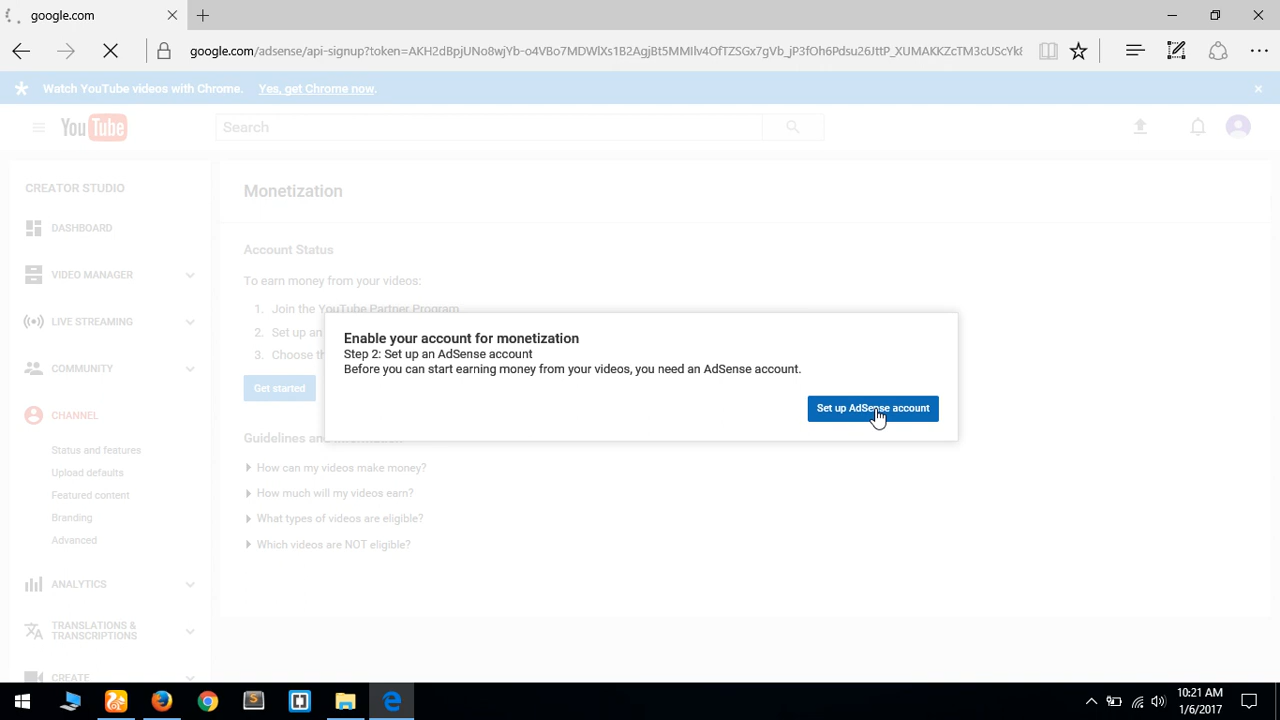 google.com
google.com/adsense/api-signup?token=AKH2dBpjUNo8wjYb-o4VBo7MDWlXs1B2AgjBt5MMIlv4OfTZSGx7gVb_jP3fOh6Pdsu26JttP_XUMAKKZcTM3cUScYk8
Watch YouTube videos with Chrome. Yes, get Chrome now.
YouTube
Search
CREATOR STUDIO
DASHBOARD
VIDEO MANAGER
LIVE STREAMING
COMMUNITY
CHANNEL
Status and features
Upload defaults
Featured content
Branding
Advanced
ANALYTICS
TRANSLATIONS &
TRANSCRIPTIONS
CREATE
Monetization
Account Status
To earn money from your videos:
1. Join the YouTube Partner Program
2. Set up an
3. Choose th
Get started
Enable your account for monetization
Step 2: Set up an AdSense account
Before you can start earning money from your videos, you need an AdSense account.
Set up AdSense account
Guidelines and information
How can my videos make money?
How much will my videos earn?
What types of videos are eligible?
Which videos are NOT eligible?
10:21 AM
1/6/2017